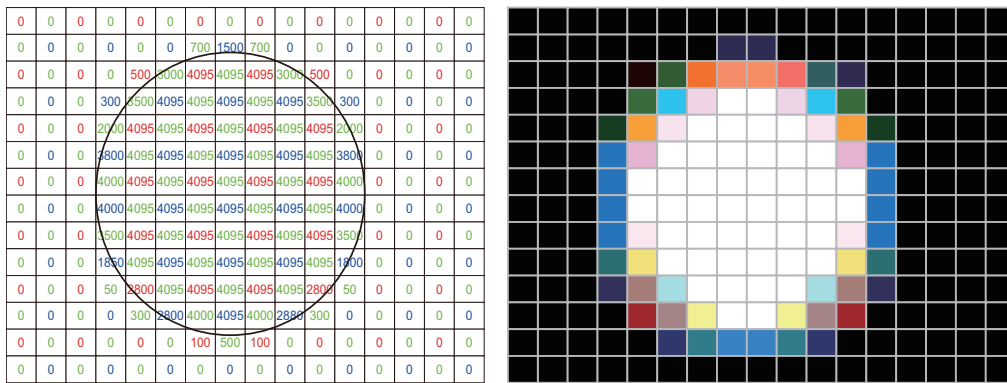 0 0 0 0 0 0 0 0 0 0 0 0 0 0 0 0
0 0 0 0 0 0 700 1500 700 0 0 0 0 0 0 0
0 0 0 0 500 3000 4095 4095 4095 3000 500 0 0 0 0 0
0 0 0 300 3500 4095 4095 4095 4095 4095 3500 300 0 0 0 0
0 0 0 2000 4095 4095 4095 4095 4095 4095 4095 2000 0 0 0 0
0 0 0 3800 4095 4095 4095 4095 4095 4095 4095 3800 0 0 0 0
0 0 0 4000 4095 4095 4095 4095 4095 4095 4095 4000 0 0 0 0
0 0 0 4000 4095 4095 4095 4095 4095 4095 4095 4000 0 0 0 0
0 0 0 3500 4095 4095 4095 4095 4095 4095 4095 3500 0 0 0 0
0 0 0 1850 4095 4095 4095 4095 4095 4095 4095 1800 0 0 0 0
0 0 0 50 2800 4095 4095 4095 4095 4095 2800 50 0 0 0 0
0 0 0 0 300 2800 4000 4095 4000 2880 300 0 0 0 0 0
0 0 0 0 0 0 100 500 100 0 0 0 0 0 0 0
0 0 0 0 0 0 0 0 0 0 0 0 0 0 0 0